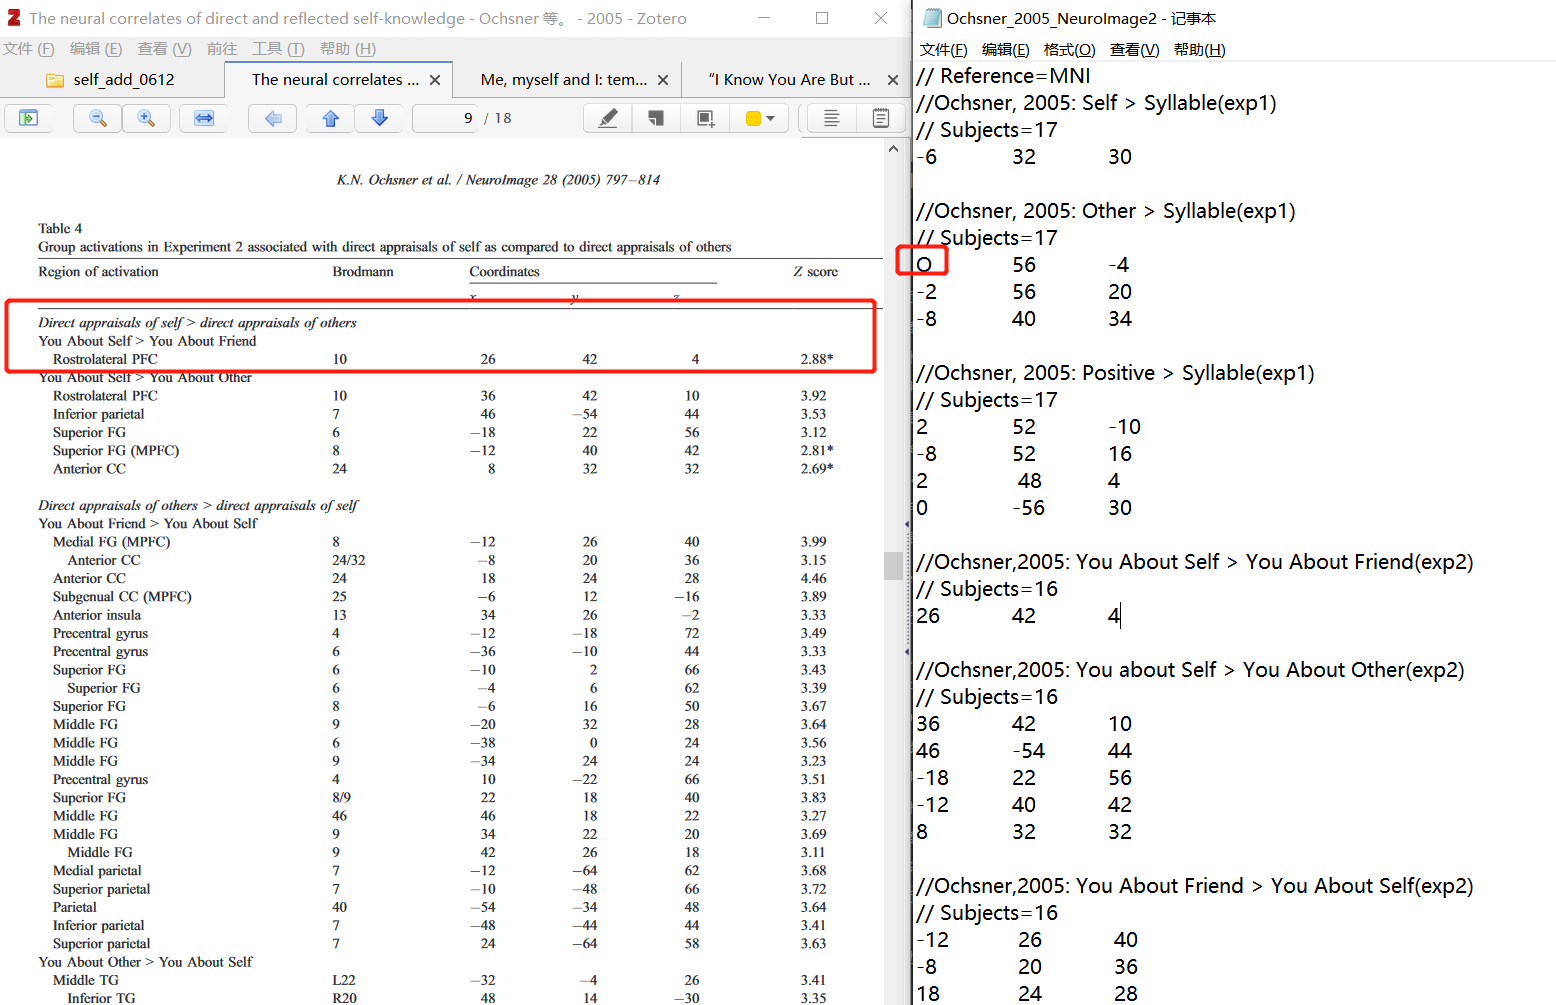 The neural correlates of direct and reflected self-knowledge - Ochsner 等。 - 2005 - Zotero
文件 (F) 编辑 (E) 查看 (V) 前往 工具 (T) 帮助 (H)
self_add_0612 The neural correlates ... Me, myself and I: tem... “I Know You Are But ...
9 / 18
K.N. Ochsner et al. / NeuroImage 28 (2005) 797–814
Table 4
Group activations in Experiment 2 associated with direct appraisals of self as compared to direct appraisals of others
Region of activation Brodmann Coordinates Z score
x y z
Direct appraisals of self > direct appraisals of others
You About Self > You About Friend
Rostrolateral PFC 10 26 42 4 2.88*
You About Self > You About Other
Rostrolateral PFC 10 36 42 10 3.92
Inferior parietal 7 46 −54 44 3.53
Superior FG 6 −18 22 56 3.12
Superior FG (MPFC) 8 −12 40 42 2.81*
Anterior CC 24 8 32 32 2.69*
Direct appraisals of others > direct appraisals of self
You About Friend > You About Self
Medial FG (MPFC) 8 −12 26 40 3.99
Anterior CC 24/32 −8 20 36 3.15
Anterior CC 24 18 24 28 4.46
Subgenual CC (MPFC) 25 −6 12 −16 3.89
Anterior insula 13 34 26 −2 3.33
Precentral gyrus 4 −12 −18 72 3.49
Precentral gyrus 6 −36 −10 44 3.33
Superior FG 6 −10 2 66 3.43
Superior FG 6 −4 6 62 3.39
Superior FG 8 −6 16 50 3.67
Middle FG 9 −20 32 28 3.64
Middle FG 6 −38 0 24 3.56
Middle FG 9 −34 24 24 3.23
Precentral gyrus 4 10 −22 66 3.51
Superior FG 8/9 22 18 40 3.83
Middle FG 46 46 18 22 3.27
Middle FG 9 34 22 20 3.69
Middle FG 9 42 26 18 3.11
Medial parietal 7 −12 −64 62 3.68
Superior parietal 7 −10 −48 66 3.72
Parietal 40 −54 −34 48 3.64
Inferior parietal 7 −48 −44 44 3.41
Superior parietal 7 24 −64 58 3.63
You About Other > You About Self
Middle TG L22 −32 −4 26 3.41
Inferior TG R20 48 14 −30 3.35
Ochsner_2005_NeuroImage2 - 记事本
文件(F) 编辑(E) 格式(O) 查看(V) 帮助(H)
// Reference=MNI
//Ochsner, 2005: Self > Syllable(exp1)
// Subjects=17
-6 32 30
//Ochsner, 2005: Other > Syllable(exp1)
// Subjects=17
O 56 -4
-2 56 20
-8 40 34
//Ochsner, 2005: Positive > Syllable(exp1)
// Subjects=17
2 52 -10
-8 52 16
2 48 4
0 -56 30
//Ochsner,2005: You About Self > You About Friend(exp2)
// Subjects=16
26 42 4
//Ochsner,2005: You about Self > You About Other(exp2)
// Subjects=16
36 42 10
46 -54 44
-18 22 56
-12 40 42
8 32 32
//Ochsner,2005: You About Friend > You About Self(exp2)
// Subjects=16
-12 26 40
-8 20 36
18 24 28